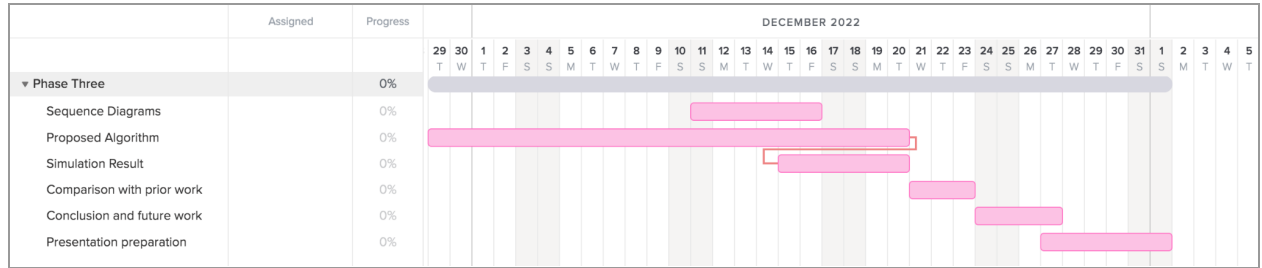 Assigned Progress DECEMBER 2022
29 30 1 2 3 4 5 6 7 8 9 10 11 12 13 14 15 16 17 18 19 20 21 22 23 24 25 26 27 28 29 30 31 1 2 3 4 5
T W T F S S M T W T F S S M T W T F S S M T W T F S S M T W T F S S M T W T
Phase Three 0%
Sequence Diagrams 0%
Proposed Algorithm 0%
Simulation Result 0%
Comparison with prior work 0%
Conclusion and future work 0%
Presentation preparation 0%